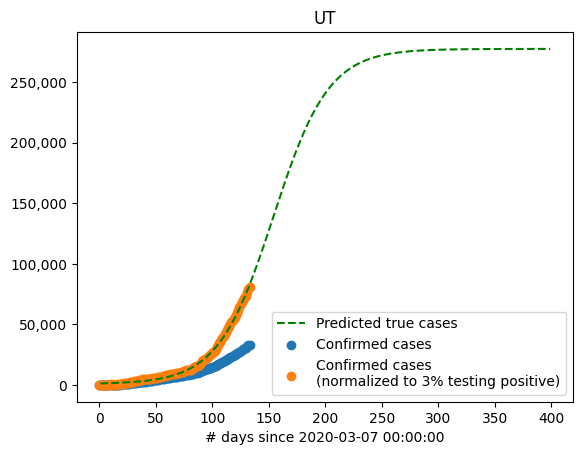 UT
250,000
200,000
150,000
100,000
50,000
0
Predicted true cases
Confirmed cases
Confirmed cases
(normalized to 3% testing positive)
0 50 100 150 200 250 300 350 400
# days since 2020-03-07 00:00:00